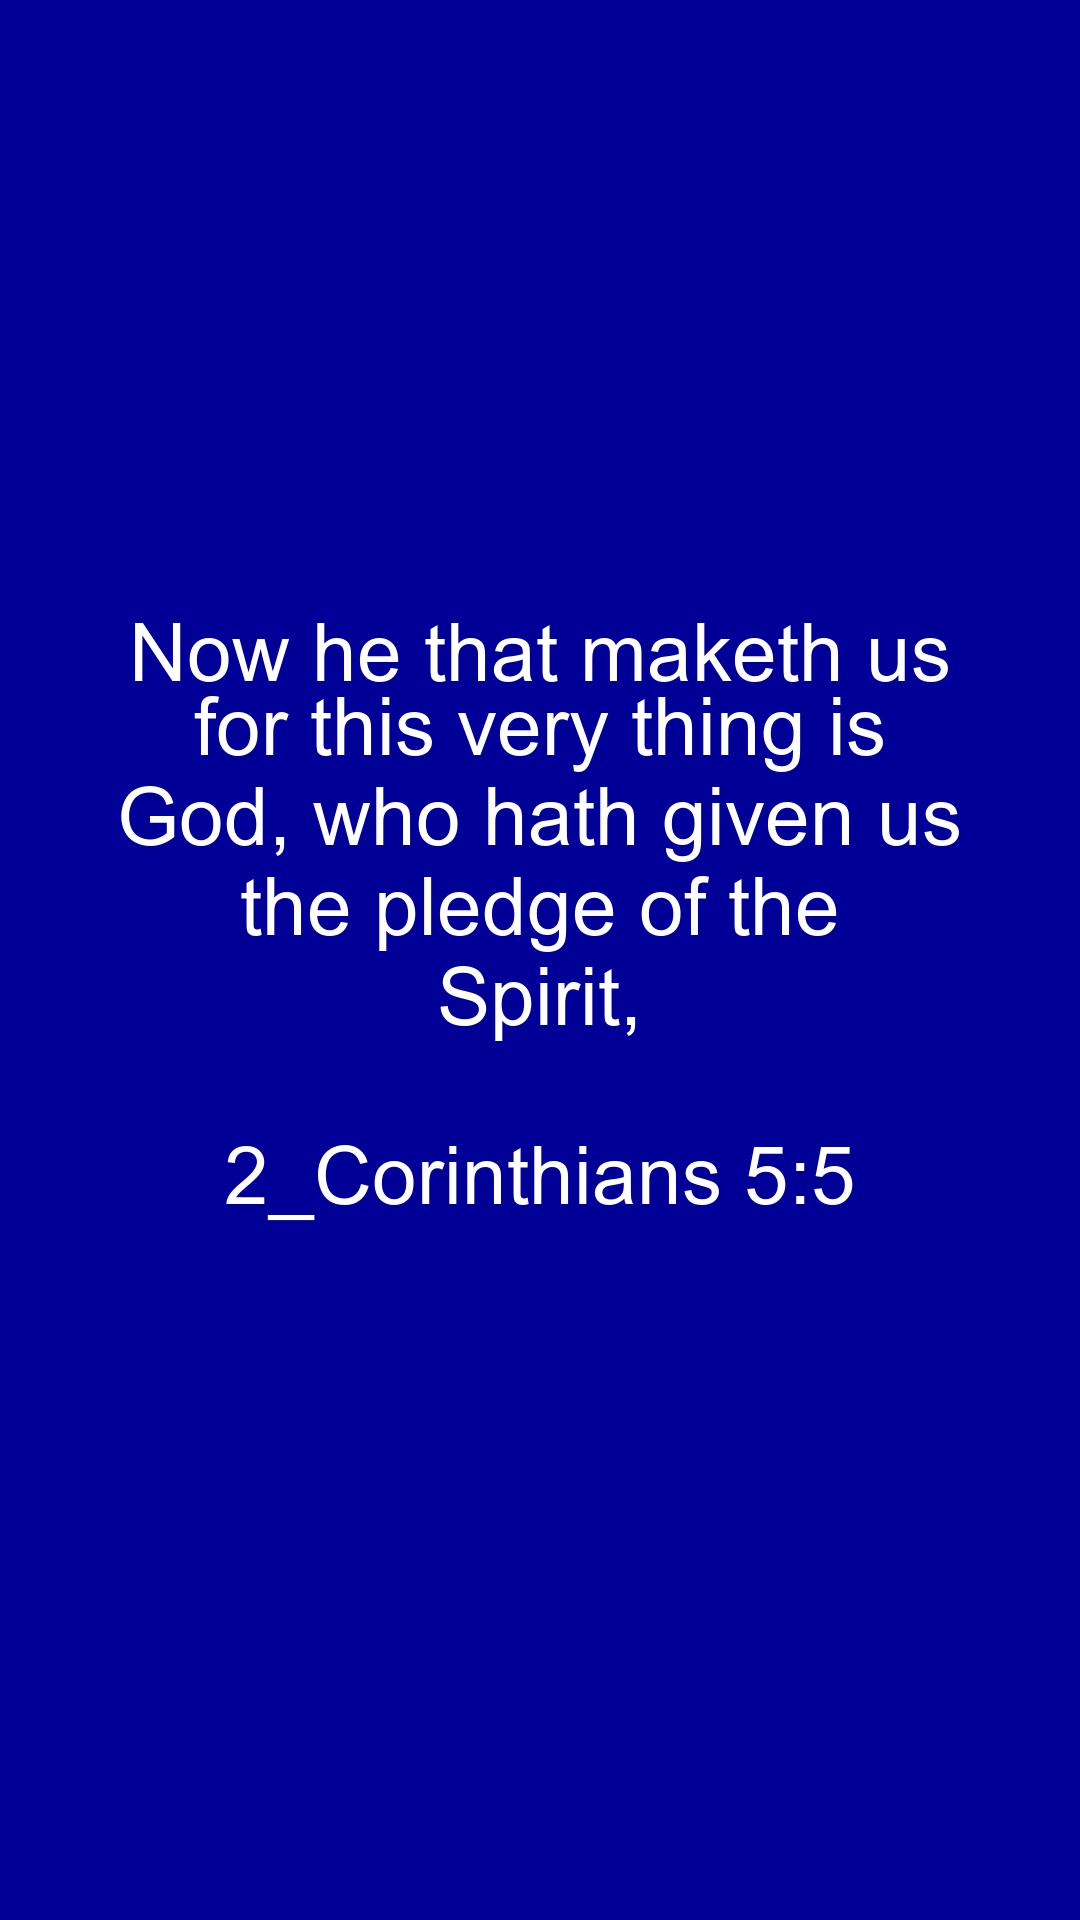 Now he that maketh us
for this very thing is
God, who hath given us
the pledge of the
Spirit,
2_Corinthians 5:5